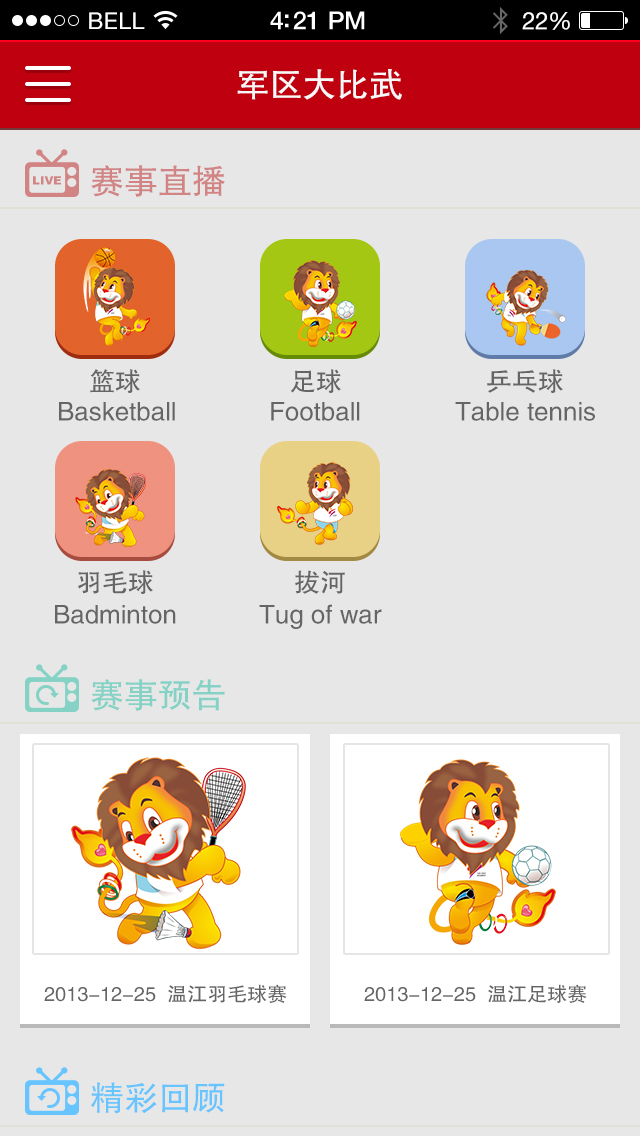 BELL 4:21 PM 22%
军区大比武
LIVE 赛事直播
篮球 足球 乒乓球
Basketball Football Table tennis
羽毛球 拔河
Badminton Tug of war
赛事预告
2013-12-25 温江羽毛球赛 2013-12-25 温江足球赛
精彩回顾